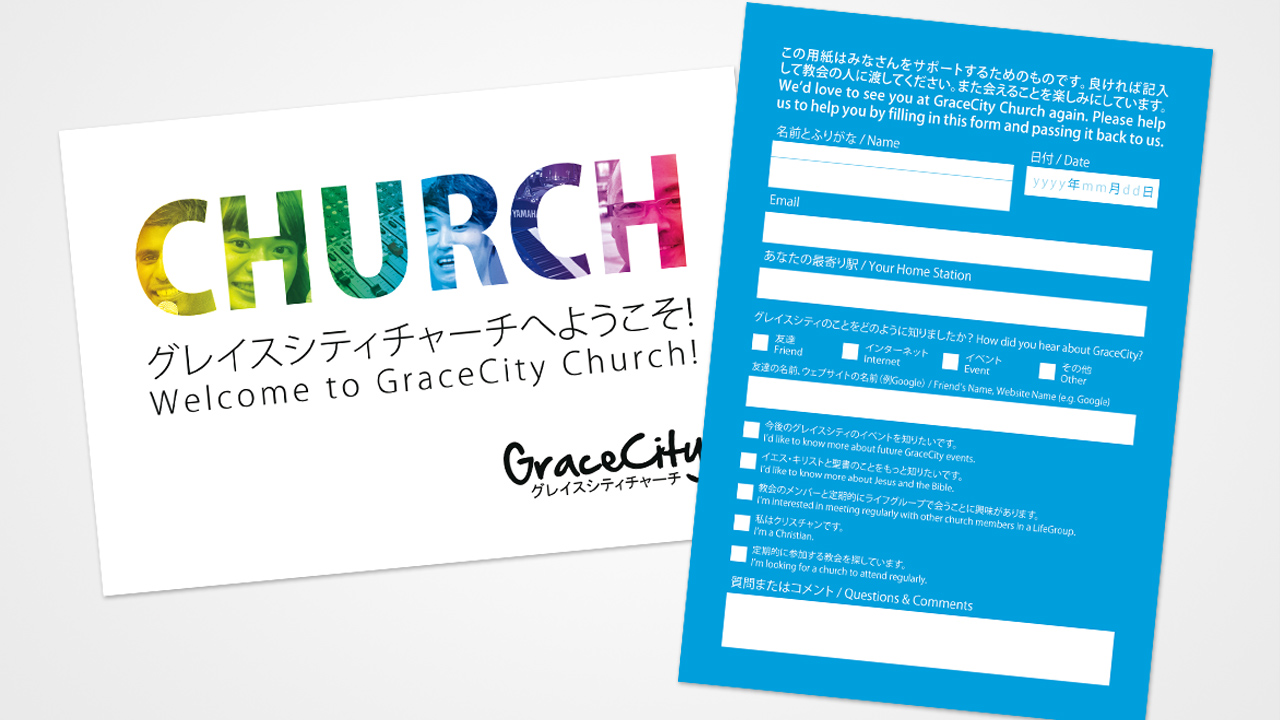 CHURCH
グレイスシティチャーチへようこそ!
Welcome to GraceCity Church!
GraceCity
グレイスシティチャーチ
YAMAHA
この用紙はみなさんをサポートするためのものです。良ければ記入
して教会の人に渡してください。また会えることを楽しみにしています。
We'd love to see you at GraceCity Church again. Please help
us to help you by filling in this form and passing it back to us.
名前とふりがな / Name
日付 / Date
yyyy年mm月dd日
Email
あなたの最寄り駅 / Your Home Station
グレイスシティのことをどのように知りましたか? How did you hear about GraceCity?
友達
Friend
インターネット
Internet
イベント
Event
その他
Other
友達の名前、ウェブサイトの名前(例Google) / Friend's Name, Website Name (e.g. Google)
今後のグレイスシティのイベントを知りたいです。
I'd like to know more about future GraceCity events.
イエス・キリストと聖書のことをもっと知りたいです。
I'd like to know more about Jesus and the Bible.
教会のメンバーと定期的にライフグループで会うことに興味があります。
I'm interested in meeting regularly with other church members in a LifeGroup.
私はクリスチャンです。
I'm a Christian.
定期的に参加する教会を探しています。
I'm looking for a church to attend regularly.
質問またはコメント / Questions & Comments